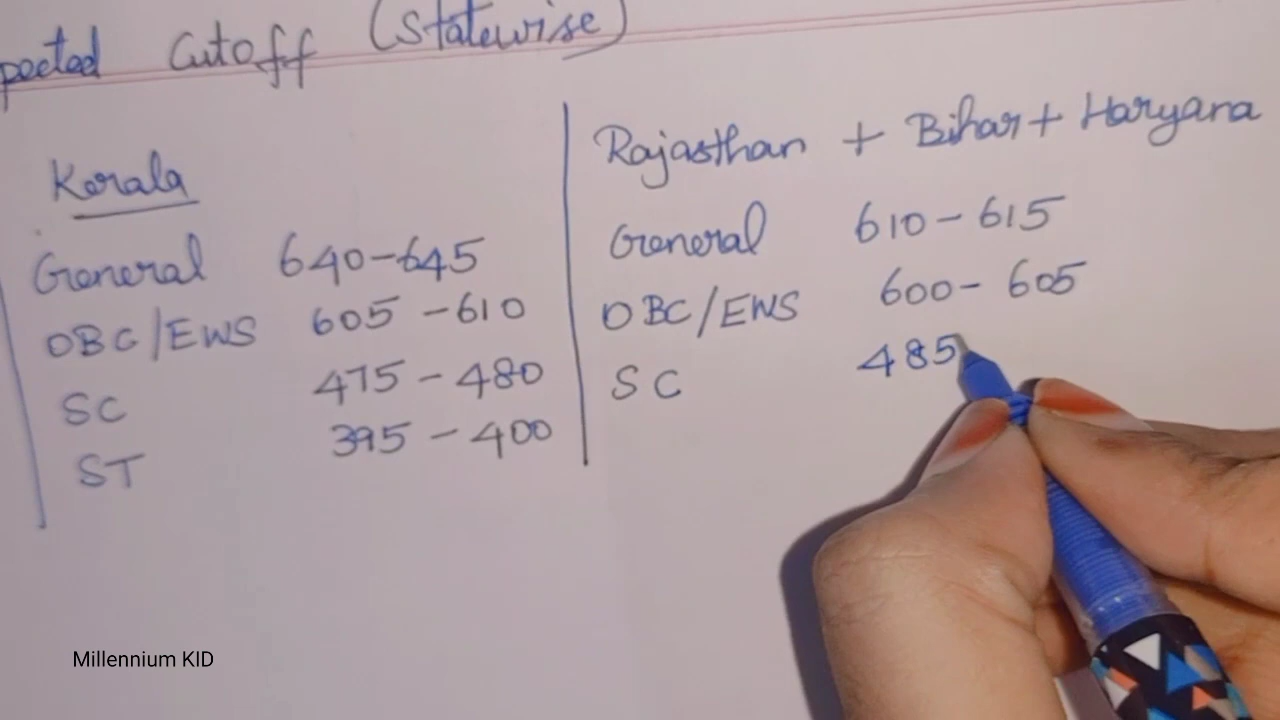 pected Cutoff (Statewise)
Kerala
General 640-645
OBC/EWS 605-610
SC 475-480
ST 395-400
Rajasthan + Bihar + Haryana
General 610-615
OBC/EWS 600-605
SC 485
Millennium KID